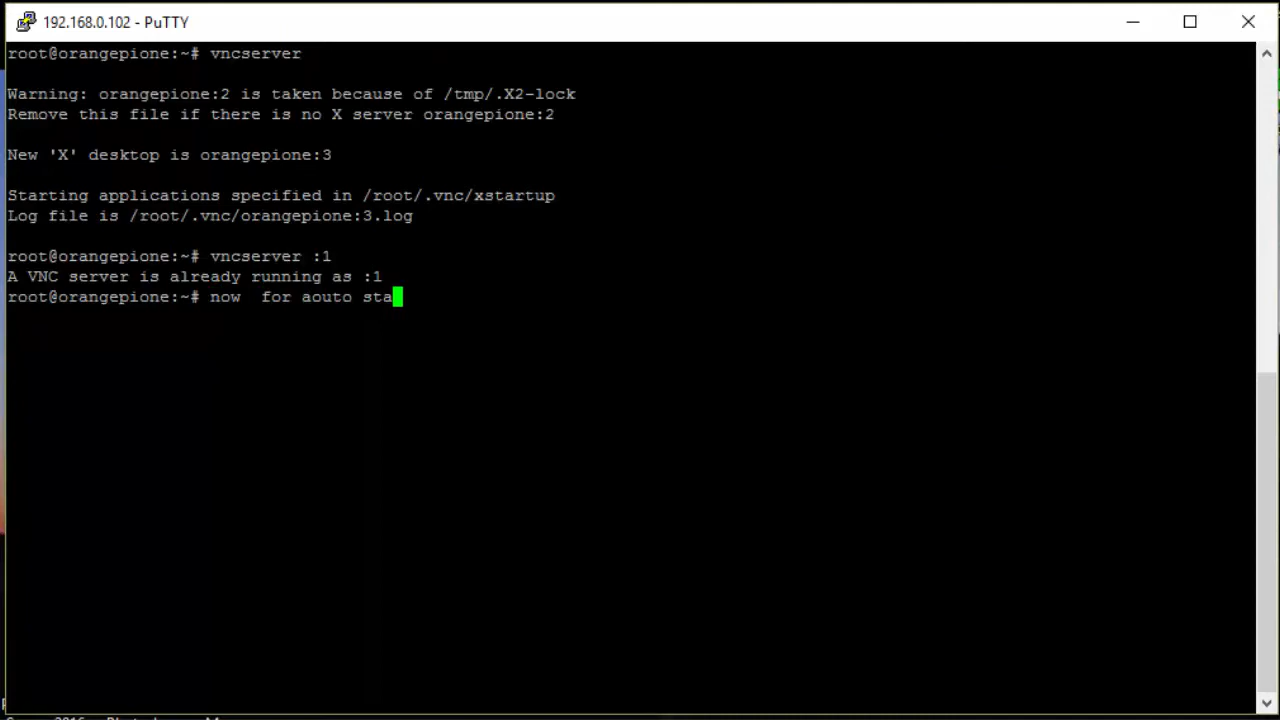 192.168.0.102 - PuTTY
root@orangepione:~# vncserver
Warning: orangepione:2 is taken because of /tmp/.X2-lock
Remove this file if there is no X server orangepione:2
New 'X' desktop is orangepione:3
Starting applications specified in /root/.vnc/xstartup
Log file is /root/.vnc/orangepione:3.log
root@orangepione:~# vncserver :1
A VNC server is already running as :1
root@orangepione:~# now  for aouto sta